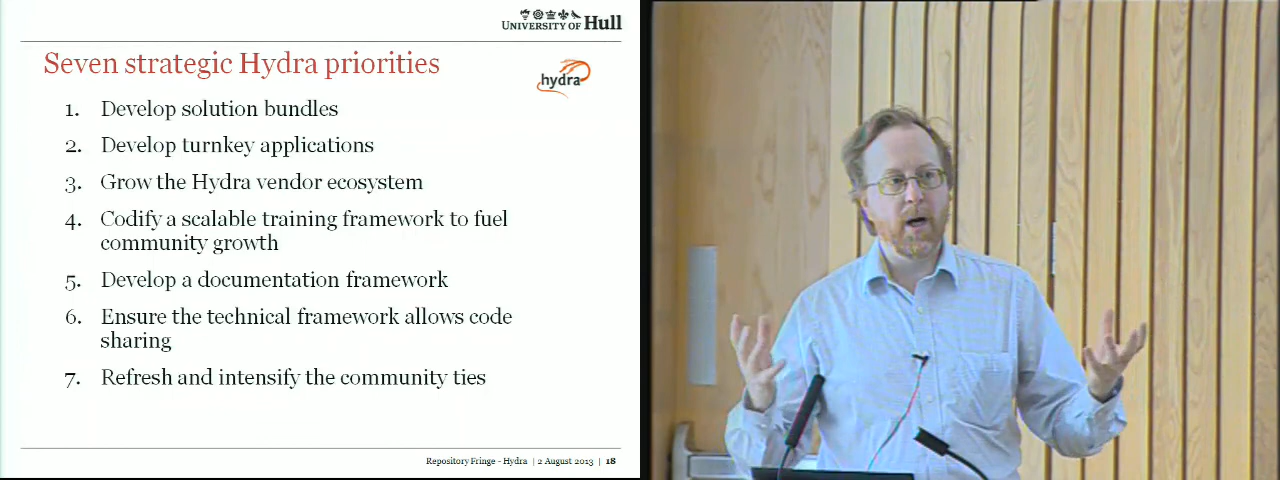 UNIVERSITY OF Hull
Seven strategic Hydra priorities
hydra
1. Develop solution bundles
2. Develop turnkey applications
3. Grow the Hydra vendor ecosystem
4. Codify a scalable training framework to fuel
community growth
5. Develop a documentation framework
6. Ensure the technical framework allows code
sharing
7. Refresh and intensify the community ties
Repository Fringe - Hydra | 2 August 2013 | 18